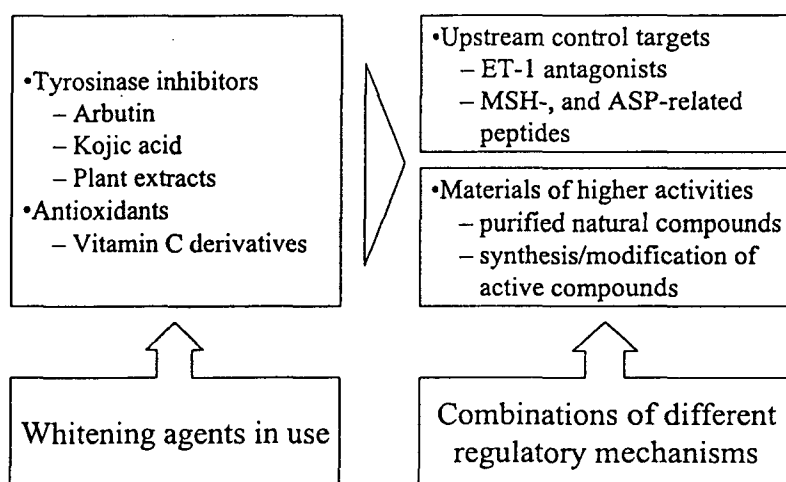 •Tyrosinase inhibitors
– Arbutin
– Kojic acid
– Plant extracts
•Antioxidants
– Vitamin C derivatives
•Upstream control targets
– ET-1 antagonists
– MSH-, and ASP-related
peptides
•Materials of higher activities
– purified natural compounds
– synthesis/modification of
active compounds
Whitening agents in use
Combinations of different
regulatory mechanisms